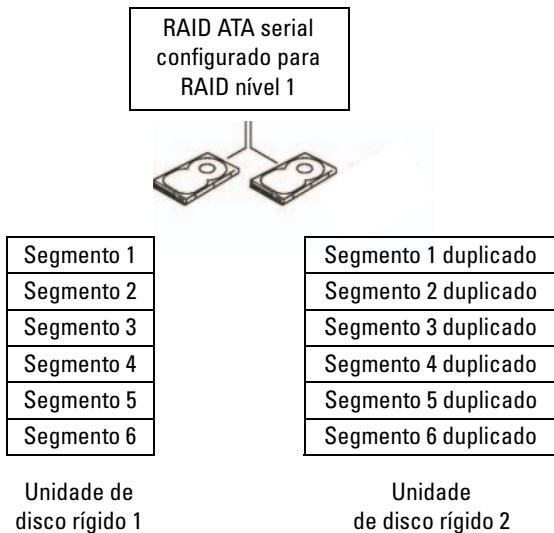 RAID ATA serial
configurado para
RAID nível 1
Segmento 1
Segmento 2
Segmento 3
Segmento 4
Segmento 5
Segmento 6
Segmento 1 duplicado
Segmento 2 duplicado
Segmento 3 duplicado
Segmento 4 duplicado
Segmento 5 duplicado
Segmento 6 duplicado
Unidade de
disco rígido 1
Unidade
de disco rígido 2